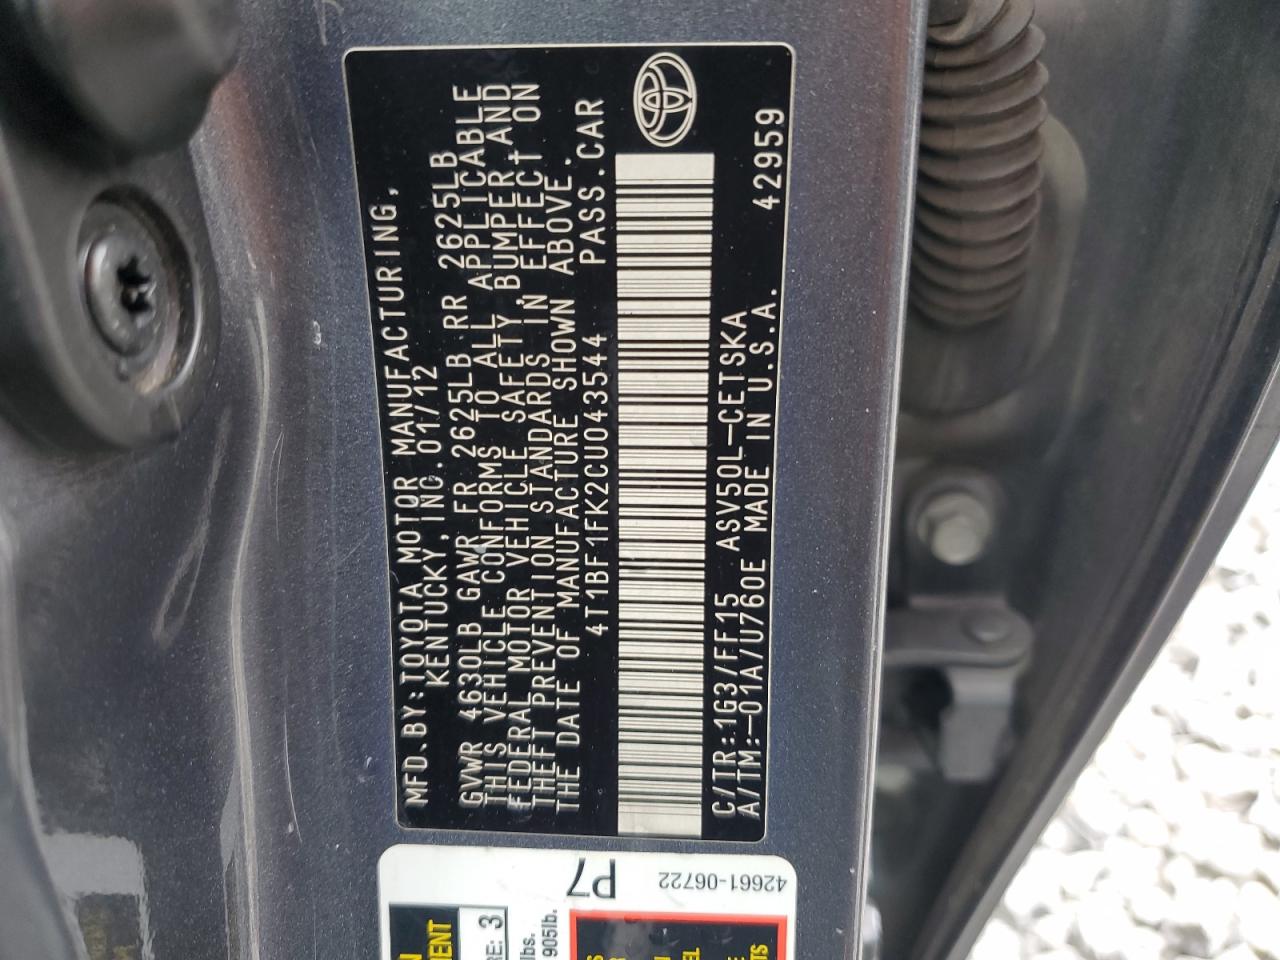 MFD.BY:TOYOTA MOTOR MANUFACTURING,
KENTUCKY,INC.01/12
GVWR 4630LB GAWR FR 2625LB RR 2625LB
THIS VEHICLE CONFORMS TO ALL APPLICABLE
FEDERAL MOTOR VEHICLE SAFETY,BUMPER,AND
THEFT PREVENTION STANDARDS IN EFFECT ON
THE DATE OF MANUFACTURE SHOWN ABOVE.
4T1BF1FK2CU043544 PASS.CAR
C/TR:1G3/FF15 ASV50L-CETSKA
A/TM:-01A/U760E MADE IN U.S.A. 42959
P7
42661-06722
3
lbs.
905lb.